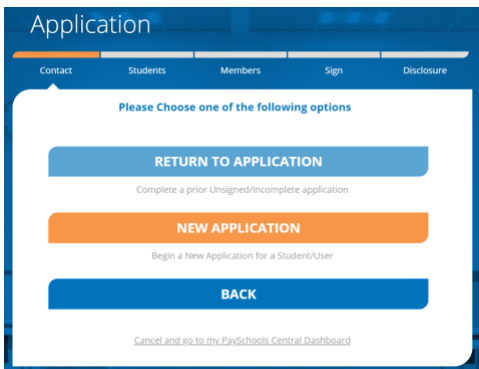 Application
Contact Students Members Sign Disclosure
Please Choose one of the following options
RETURN TO APPLICATION
Complete a prior Unsigned/Incomplete application
NEW APPLICATION
Begin a New Application for a Student/User
BACK
Cancel and go to my PaySchools Central Dashboard